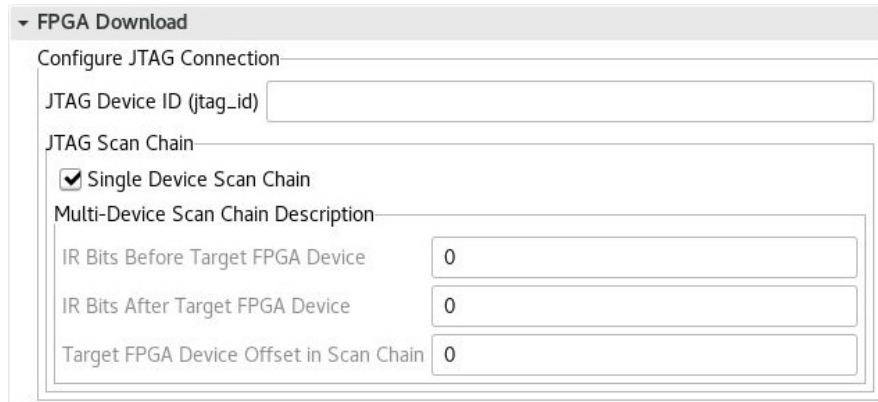 FPGA Download
Configure JTAG Connection
JTAG Device ID (jtag_id)
JTAG Scan Chain
Single Device Scan Chain
Multi-Device Scan Chain Description
IR Bits Before Target FPGA Device 0
IR Bits After Target FPGA Device 0
Target FPGA Device Offset in Scan Chain 0